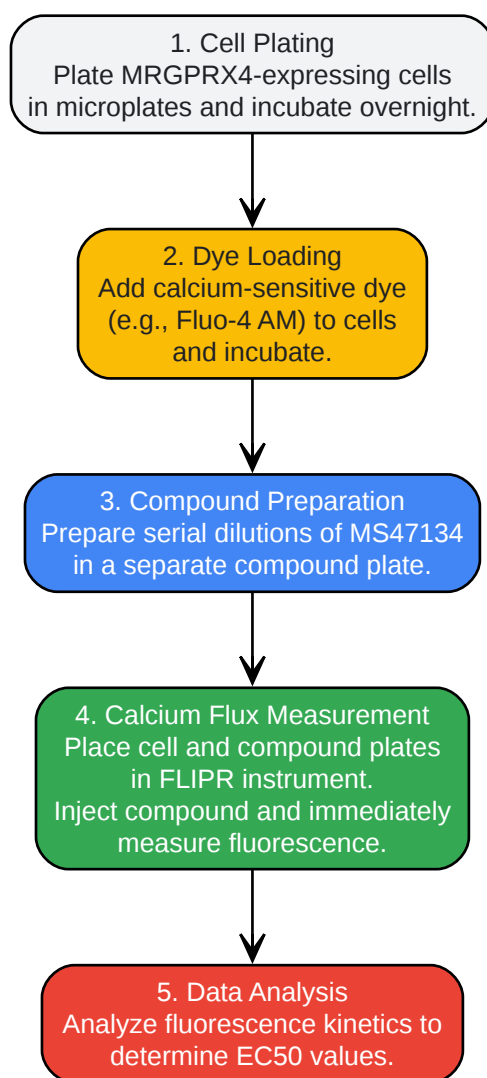 1. Cell Plating
Plate MRGPRX4-expressing cells
in microplates and incubate overnight.
2. Dye Loading
Add calcium-sensitive dye
(e.g., Fluo-4 AM) to cells
and incubate.
3. Compound Preparation
Prepare serial dilutions of MS47134
in a separate compound plate.
4. Calcium Flux Measurement
Place cell and compound plates
in FLIPR instrument.
Inject compound and immediately
measure fluorescence.
5. Data Analysis
Analyze fluorescence kinetics to
determine EC50 values.